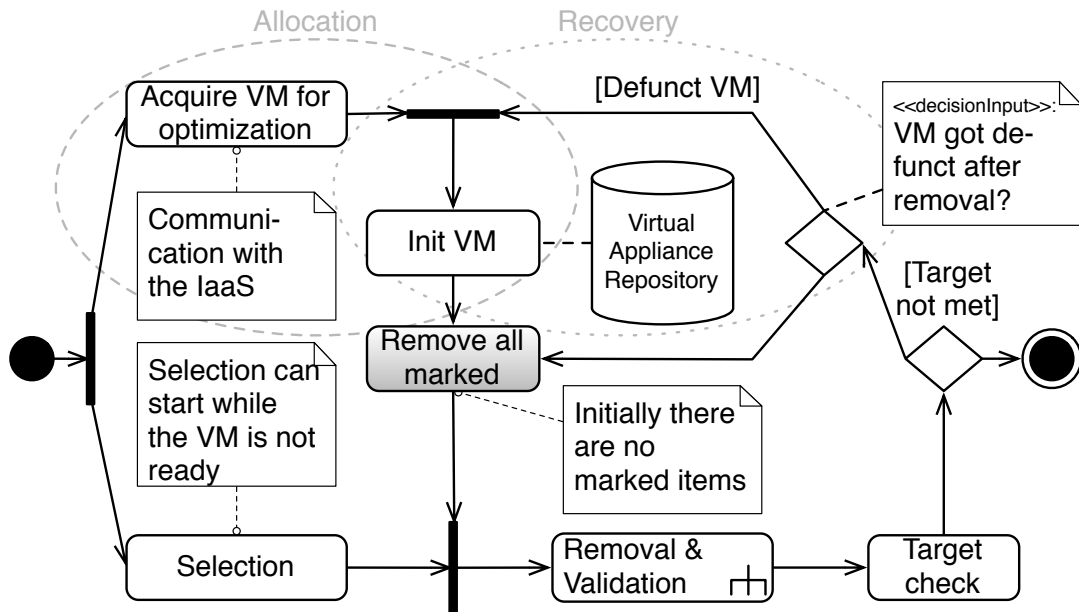 Allocation
Recovery
Acquire VM for
optimization
[Defunct VM]
<<decisionInput>>:
VM got de-
funct after
removal?
Communi-
cation with
the IaaS
Init VM
Virtual
Appliance
Repository
[Target
not met]
Remove all
marked
Selection can
start while
the VM is not
ready
Initially there
are no
marked items
Selection
Removal &
Validation
Target
check